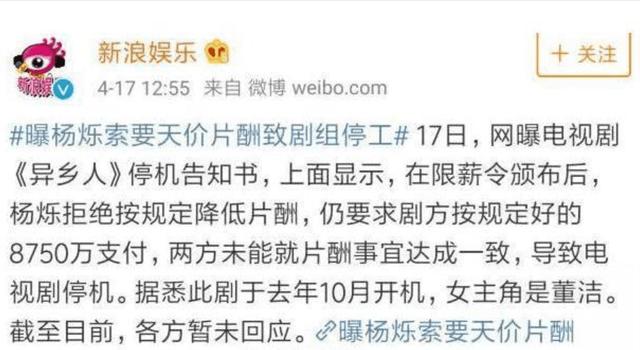 新浪娱乐
+ 关注
新浪娱乐
4-17 12:55 来自 微博 weibo.com
#曝杨烁索要天价片酬致剧组停工# 17日，网曝电视剧
《异乡人》停机告知书，上面显示，在限薪令颁布后，
杨烁拒绝按规定降低片酬，仍要求剧方按规定好的
8750万支付，两方未能就片酬事宜达成一致，导致电
视剧停机。据悉此剧于去年10月开机，女主角是董洁。
截至目前，各方暂未回应。曝杨烁索要天价片酬